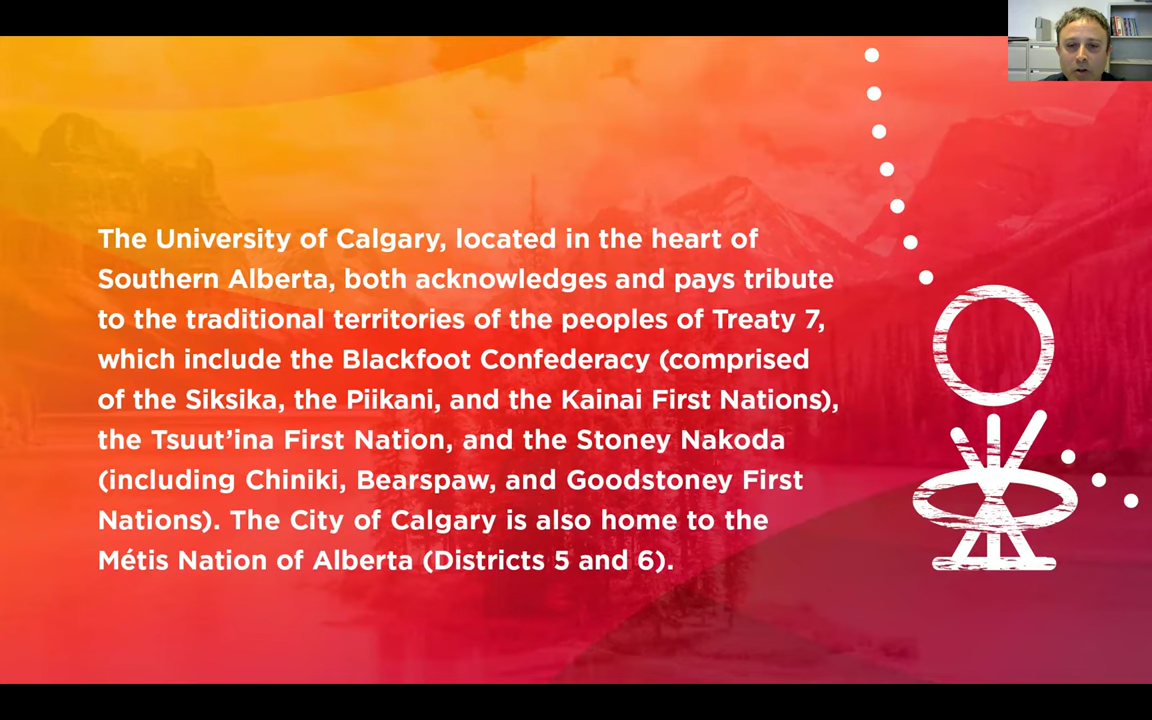 The University of Calgary, located in the heart of
Southern Alberta, both acknowledges and pays tribute
to the traditional territories of the peoples of Treaty 7,
which include the Blackfoot Confederacy (comprised
of the Siksika, the Piikani, and the Kainai First Nations),
the Tsuut’ina First Nation, and the Stoney Nakoda
(including Chiniki, Bearspaw, and Goodstoney First
Nations). The City of Calgary is also home to the
Métis Nation of Alberta (Districts 5 and 6).